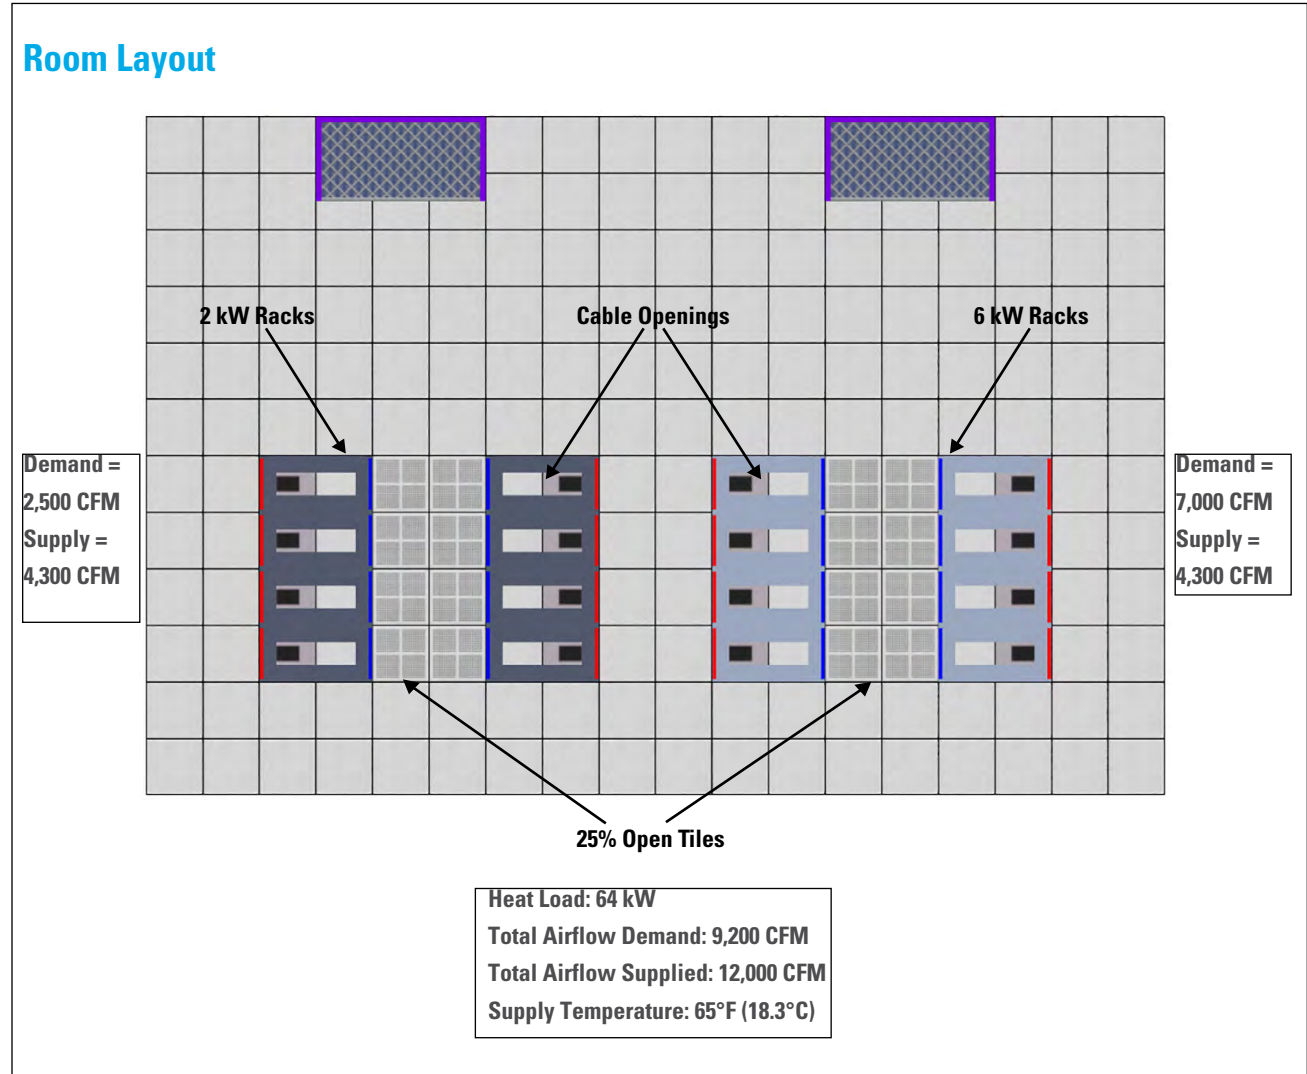 Room Layout
2 kW Racks
Cable Openings
6 kW Racks
Demand =
2,500 CFM
Supply =
4,300 CFM
Demand =
7,000 CFM
Supply =
4,300 CFM
25% Open Tiles
Heat Load: 64 kW
Total Airflow Demand: 9,200 CFM
Total Airflow Supplied: 12,000 CFM
Supply Temperature: 65°F (18.3°C)